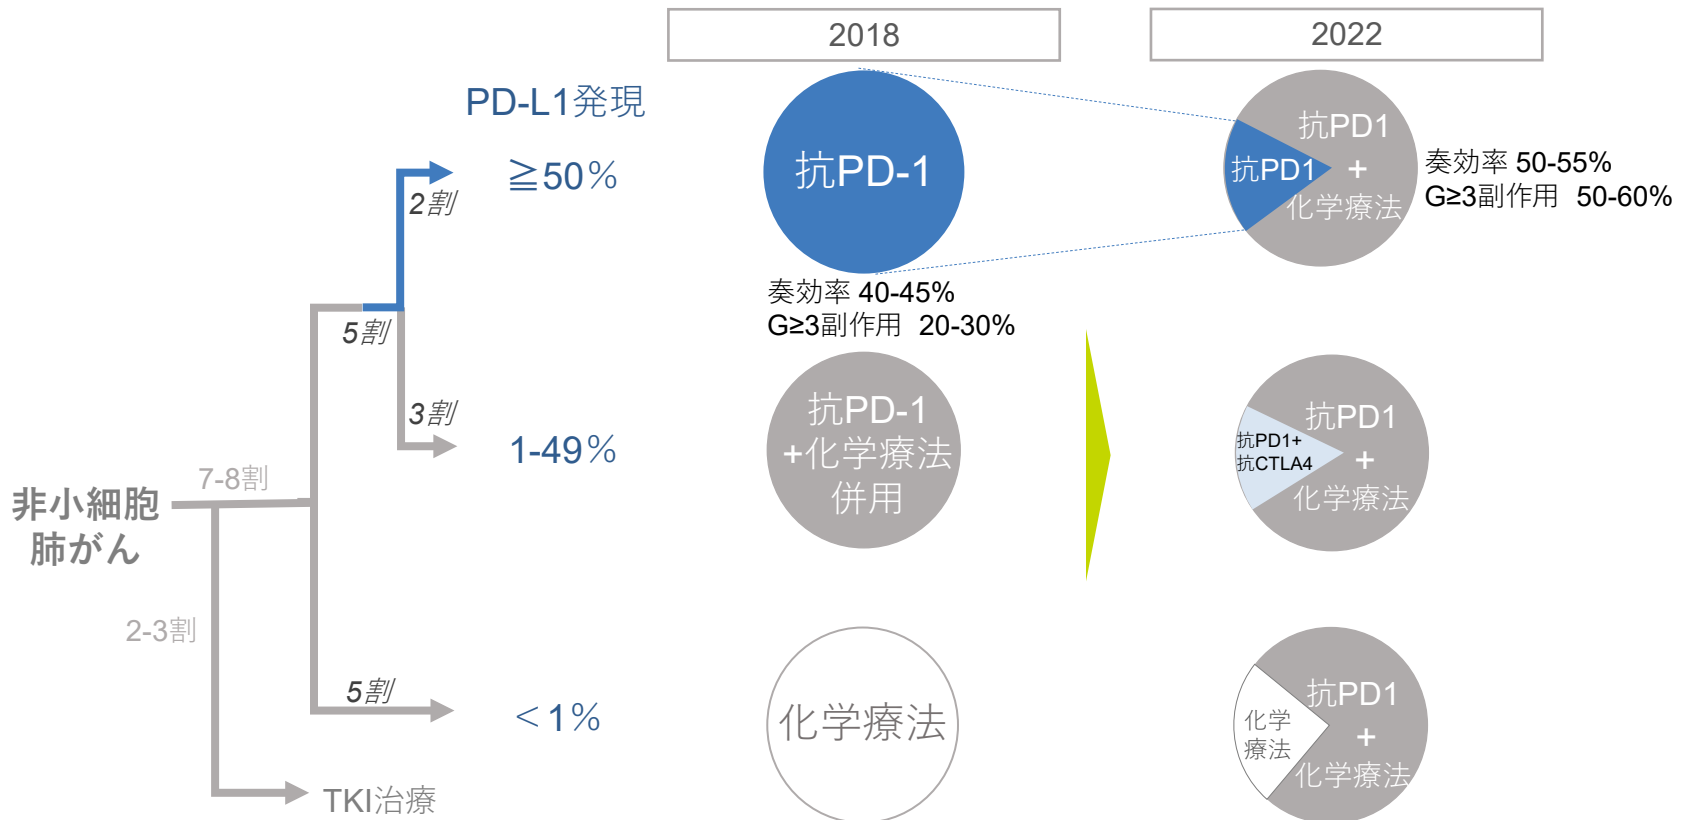 2018
2022
PD-L1発現
≧50%
2割
5割
3割
1-49%
7-8割
非小細胞
肺がん
2-3割
5割
<1%
TKI治療
抗PD-1
奏効率 40-45%
G≥3副作用 20-30%
抗PD-1
+化学療法
併用
化学療法
抗PD1
+
化学療法
抗PD1
奏効率 50-55%
G≥3副作用 50-60%
抗PD1
+
化学療法
抗PD1+
抗CTLA4
抗PD1
+
化学療法
化学
療法